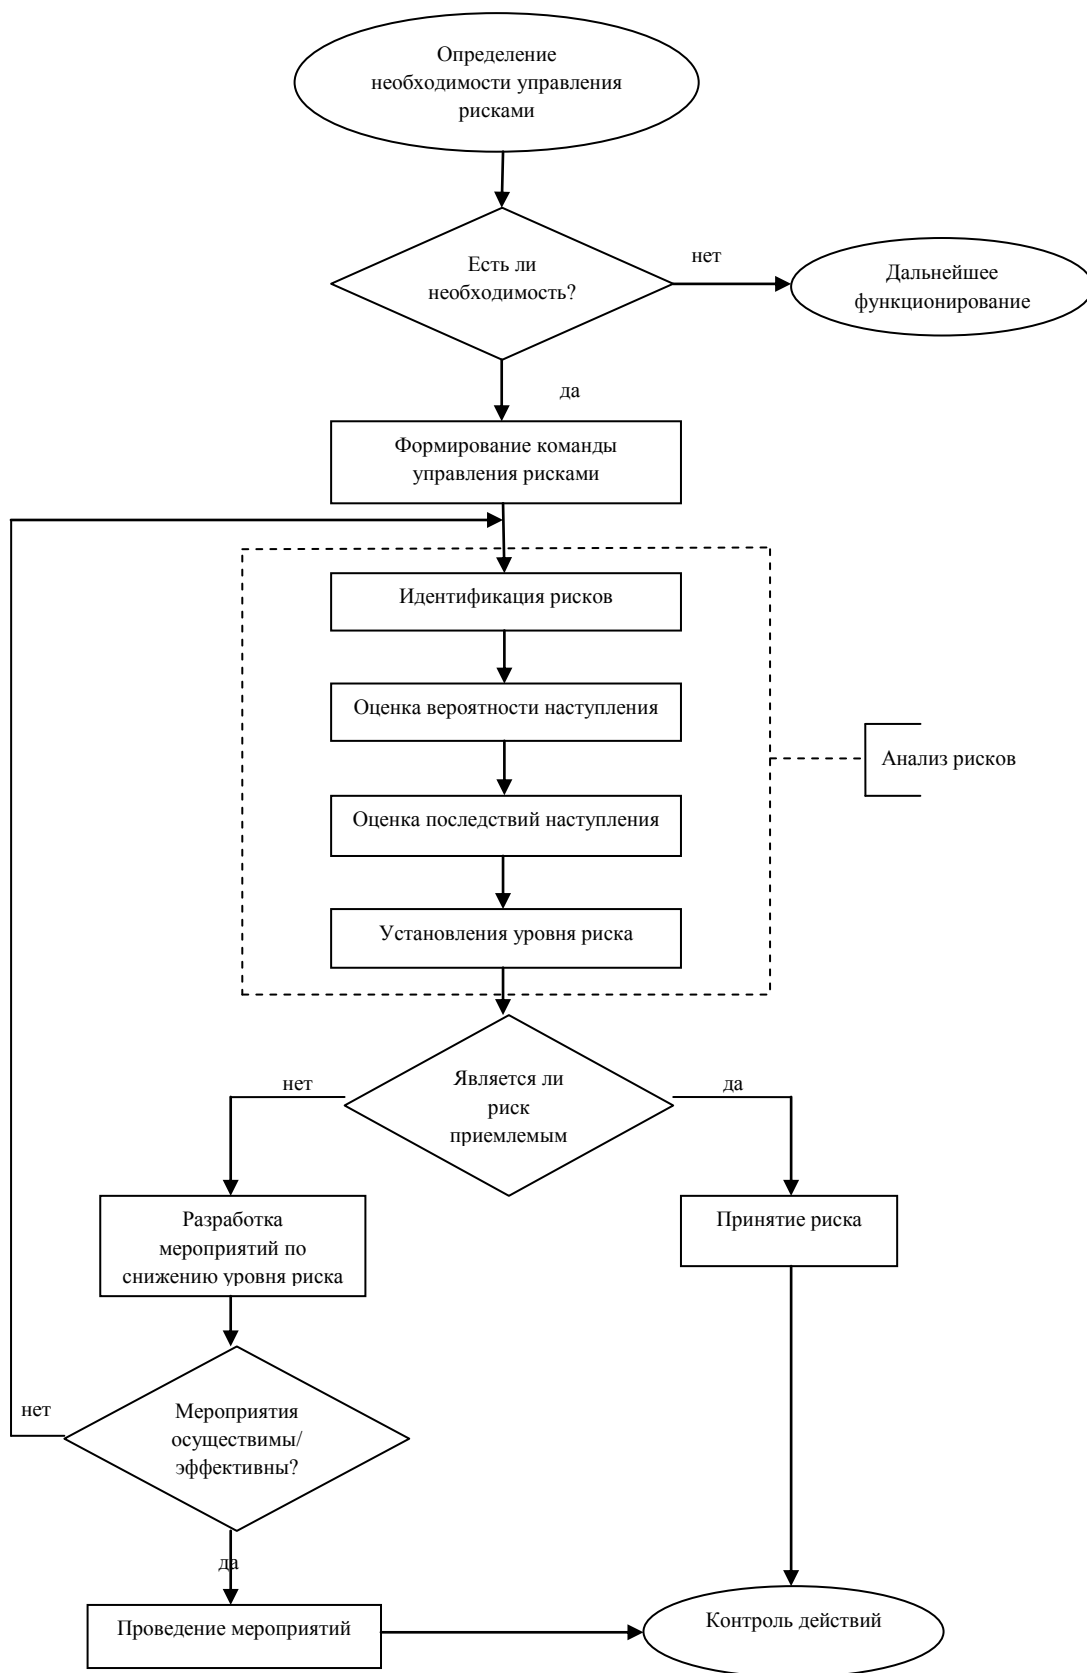 Определение
необходимости управления
рисками
Есть ли
необходимость?
нет
Дальнейшее
функционирование
да
Формирование команды
управления рисками
Идентификация рисков
Оценка вероятности наступления
Анализ рисков
Оценка последствий наступления
Установления уровня риска
Является ли
риск
приемлемым
нет
да
Разработка
мероприятий по
снижению уровня риска
Принятие риска
Мероприятия
осуществимы/
эффективны?
нет
да
Проведение мероприятий
Контроль действий